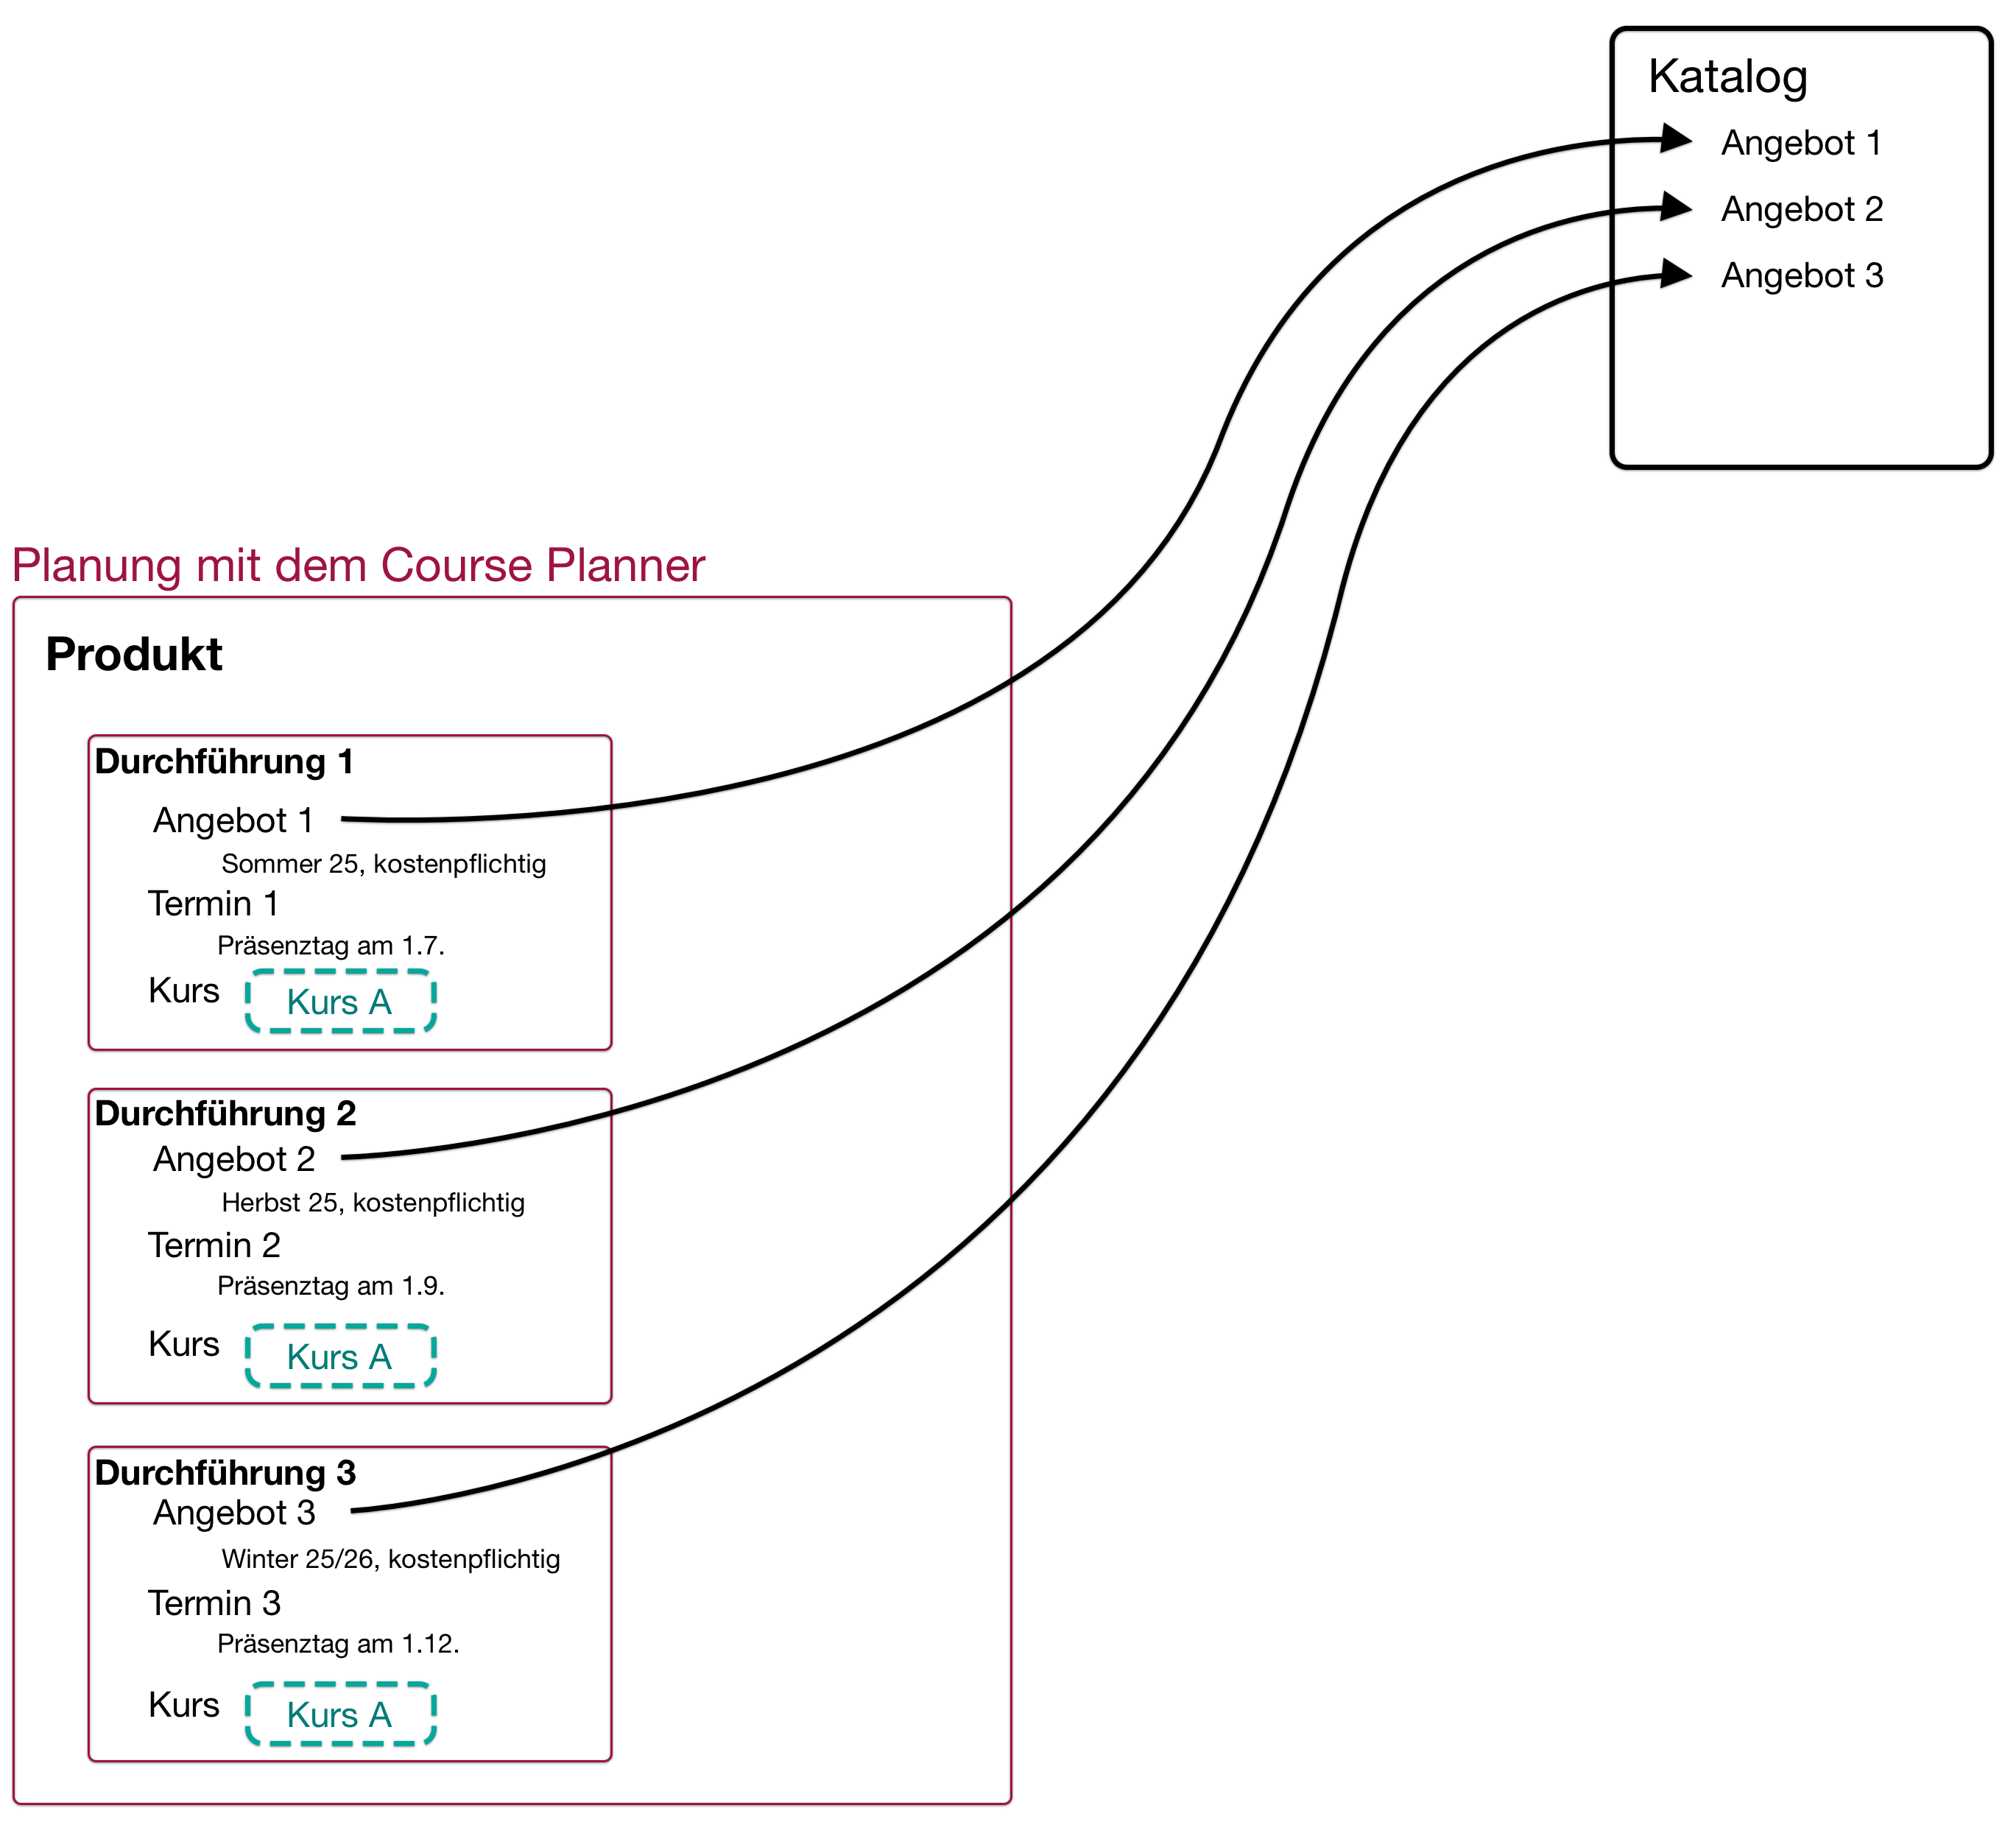 Katalog
Angebot 1
Angebot 2
Angebot 3
Planung mit dem Course Planner
Produkt
Durchführung 1
Angebot 1
Sommer 25, kostenpflichtig
Termin 1
Präsenztag am 1.7.
Kurs Kurs A
Durchführung 2
Angebot 2
Herbst 25, kostenpflichtig
Termin 2
Präsenztag am 1.9.
Kurs Kurs A
Durchführung 3
Angebot 3
Winter 25/26, kostenpflichtig
Termin 3
Präsenztag am 1.12.
Kurs Kurs A